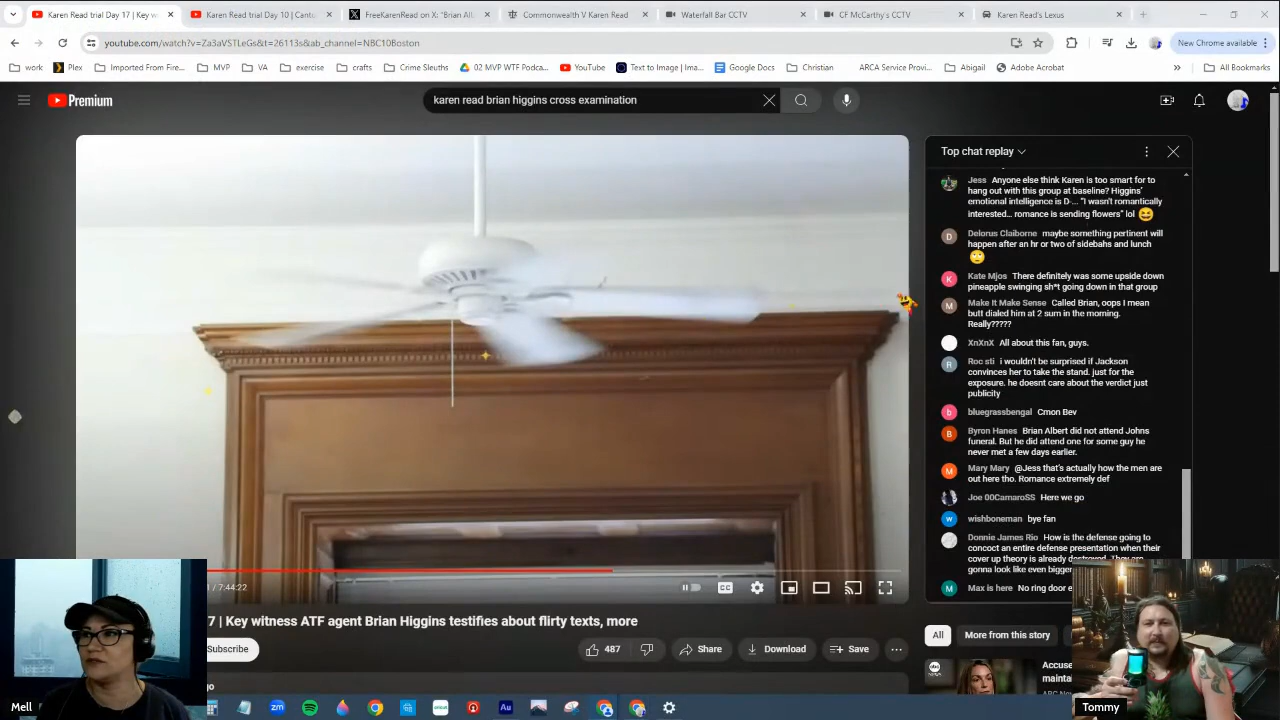 Karen Read trial Day 17 | Key w
Karen Read trial Day 10 | Cantu
FreeKarenRead on X: "Brian Alb
Commonwealth V Karen Read
Waterfall Bar CCTV
CF McCarthy's CCTV
Karen Read's Lexus
youtube.com/watch?v=Za3aVSTLeGs&t=26113s&ab_channel=NBC10Boston
New Chrome available
work
Plex
Imported From Fire...
MVP
VA
exercise
crafts
Crime Sleuths
02 MVP WTF Podca...
YouTube
Text to Image | Ima...
Google Docs
Christian
ARCA Service Provi...
Abigail
Adobe Acrobat
All Bookmarks
Premium
karen read brian higgins cross examination
Top chat replay
Jess Anyone else think Karen is too smart for to
hang out with this group at baseline? Higgins'
emotional intelligence is D-... "I wasn't romantically
interested... romance is sending flowers" lol
Delorus Claiborne maybe something pertinent will
happen after an hr or two of sidebahs and lunch
Kate Mjos There definitely was some upside down
pineapple swinging sh*t going down in that group
Make It Make Sense Called Brian, oops I mean
butt dialed him at 2 sum in the morning.
Really?????
XnXnX All about this fan, guys.
Roc sti i wouldn't be surprised if Jackson
convinces her to take the stand. just for the
exposure. he doesnt care about the verdict just
publicity
bluegrassbengal Cmon Bev
Byron Hanes Brian Albert did not attend Johns
funeral. But he did attend one for some guy he
never met a few days earlier.
Mary Mary @Jess that's actually how the men are
out here tho. Romance extremely def
Joe 00CamaroSS Here we go
wishboneman bye fan
Donnie James Rio How is the defense going to
concoct an entire defense presentation when their
cover up theory is already destroyed. They are
gonna look like even bigger
Max is here No ring door
/ 7:44:22
7 | Key witness ATF agent Brian Higgins testifies about flirty texts, more
Subscribe
487
Share
Download
Save
All
More from this story
go
Accuse
mainta
Mell
Tommy